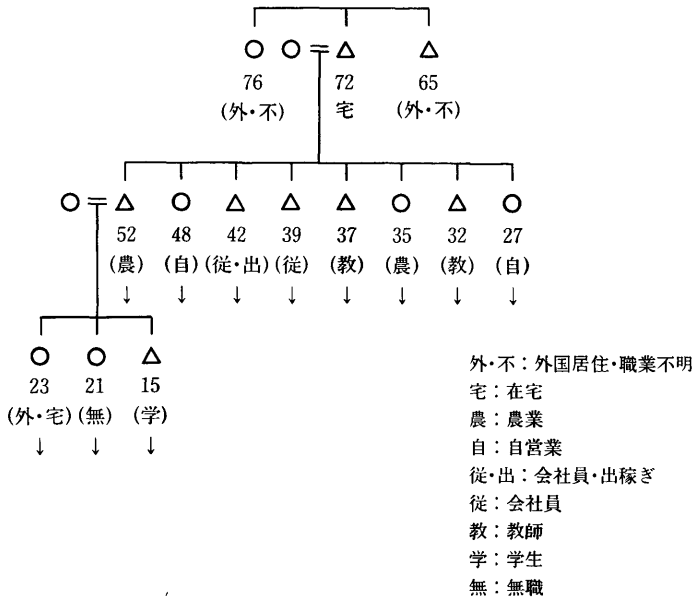 76 72 65
(外・不) 宅 (外・不)
52 48 42 39 37 35 32 27
(農) (自) (従・出) (従) (教) (農) (教) (自)
↓ ↓ ↓ ↓ ↓ ↓ ↓ ↓
23 21 15
(外・宅) (無) (学)
↓ ↓ ↓
外・不：外国居住・職業不明
宅：在宅
農：農業
自：自営業
従・出：会社員・出稼ぎ
従：会社員
教：教師
学：学生
無：無職